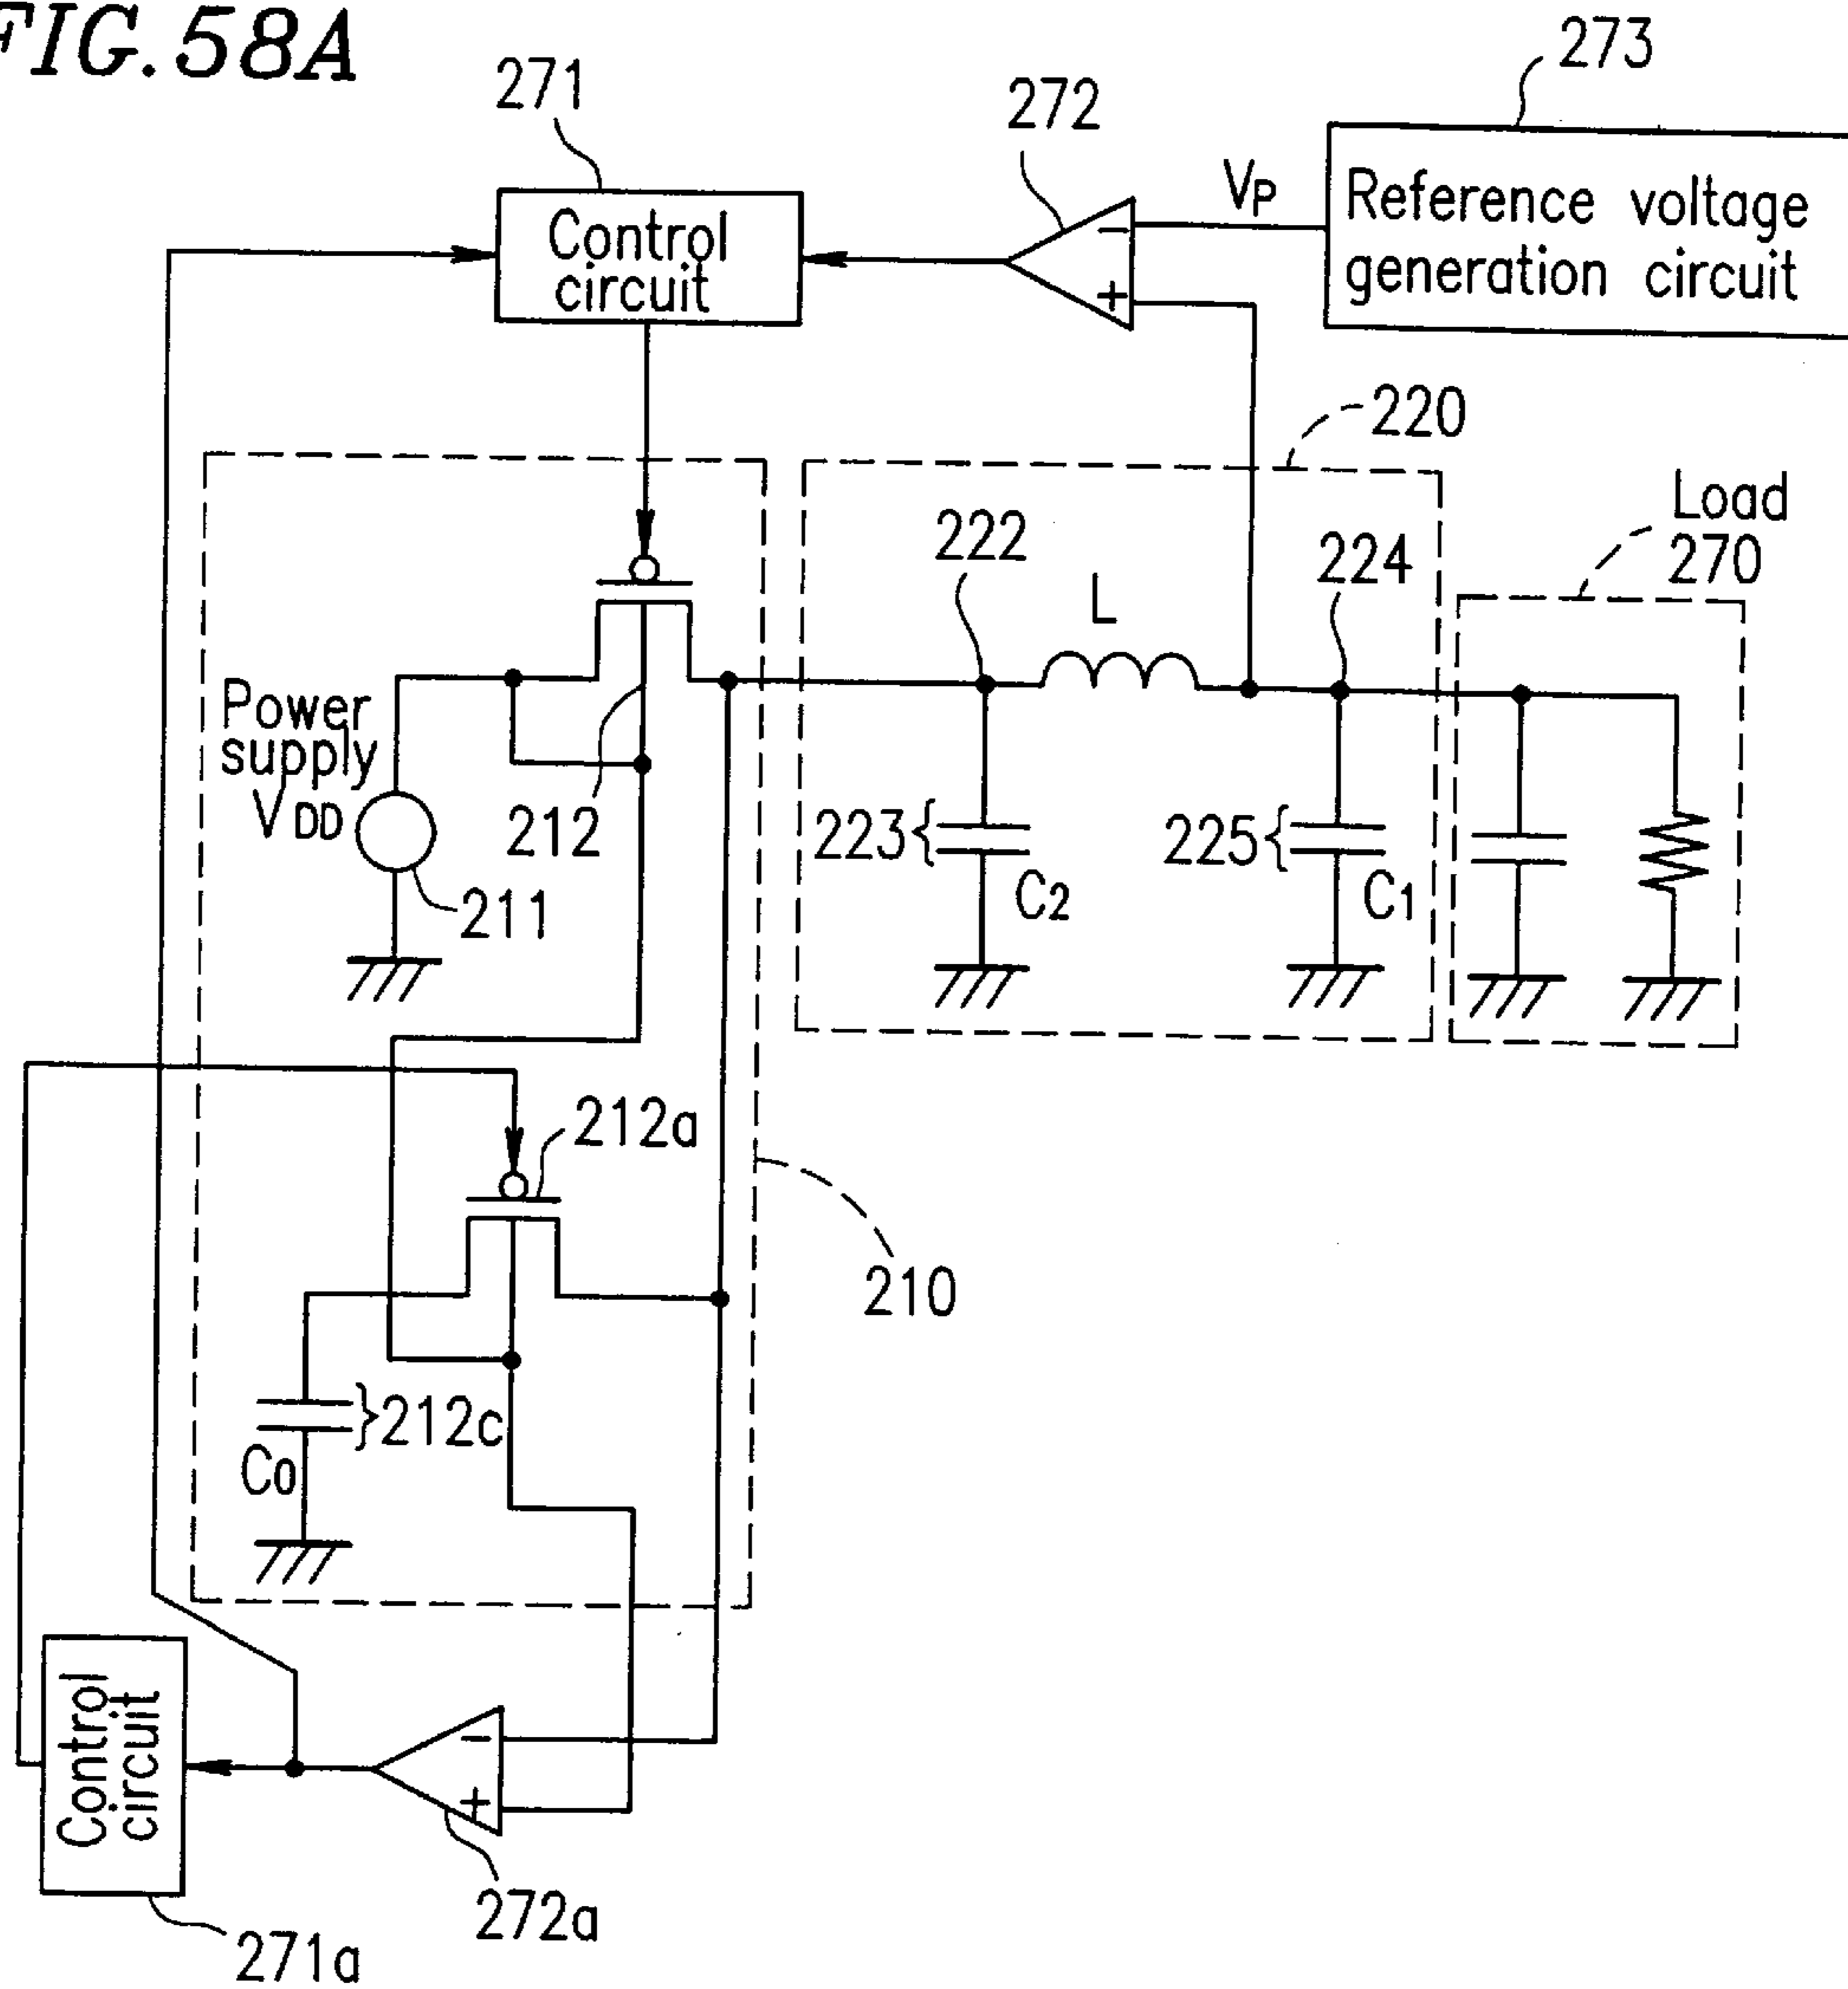 FIG. 58A
271
272
273
Control
circuit
VP
Reference voltage
generation circuit
−
+
220
222
L
224
Load
270
Power
supply
VDD
212
223
C2
225
C1
211
212a
210
212c
C0
Control
circuit
−
+
272a
271a